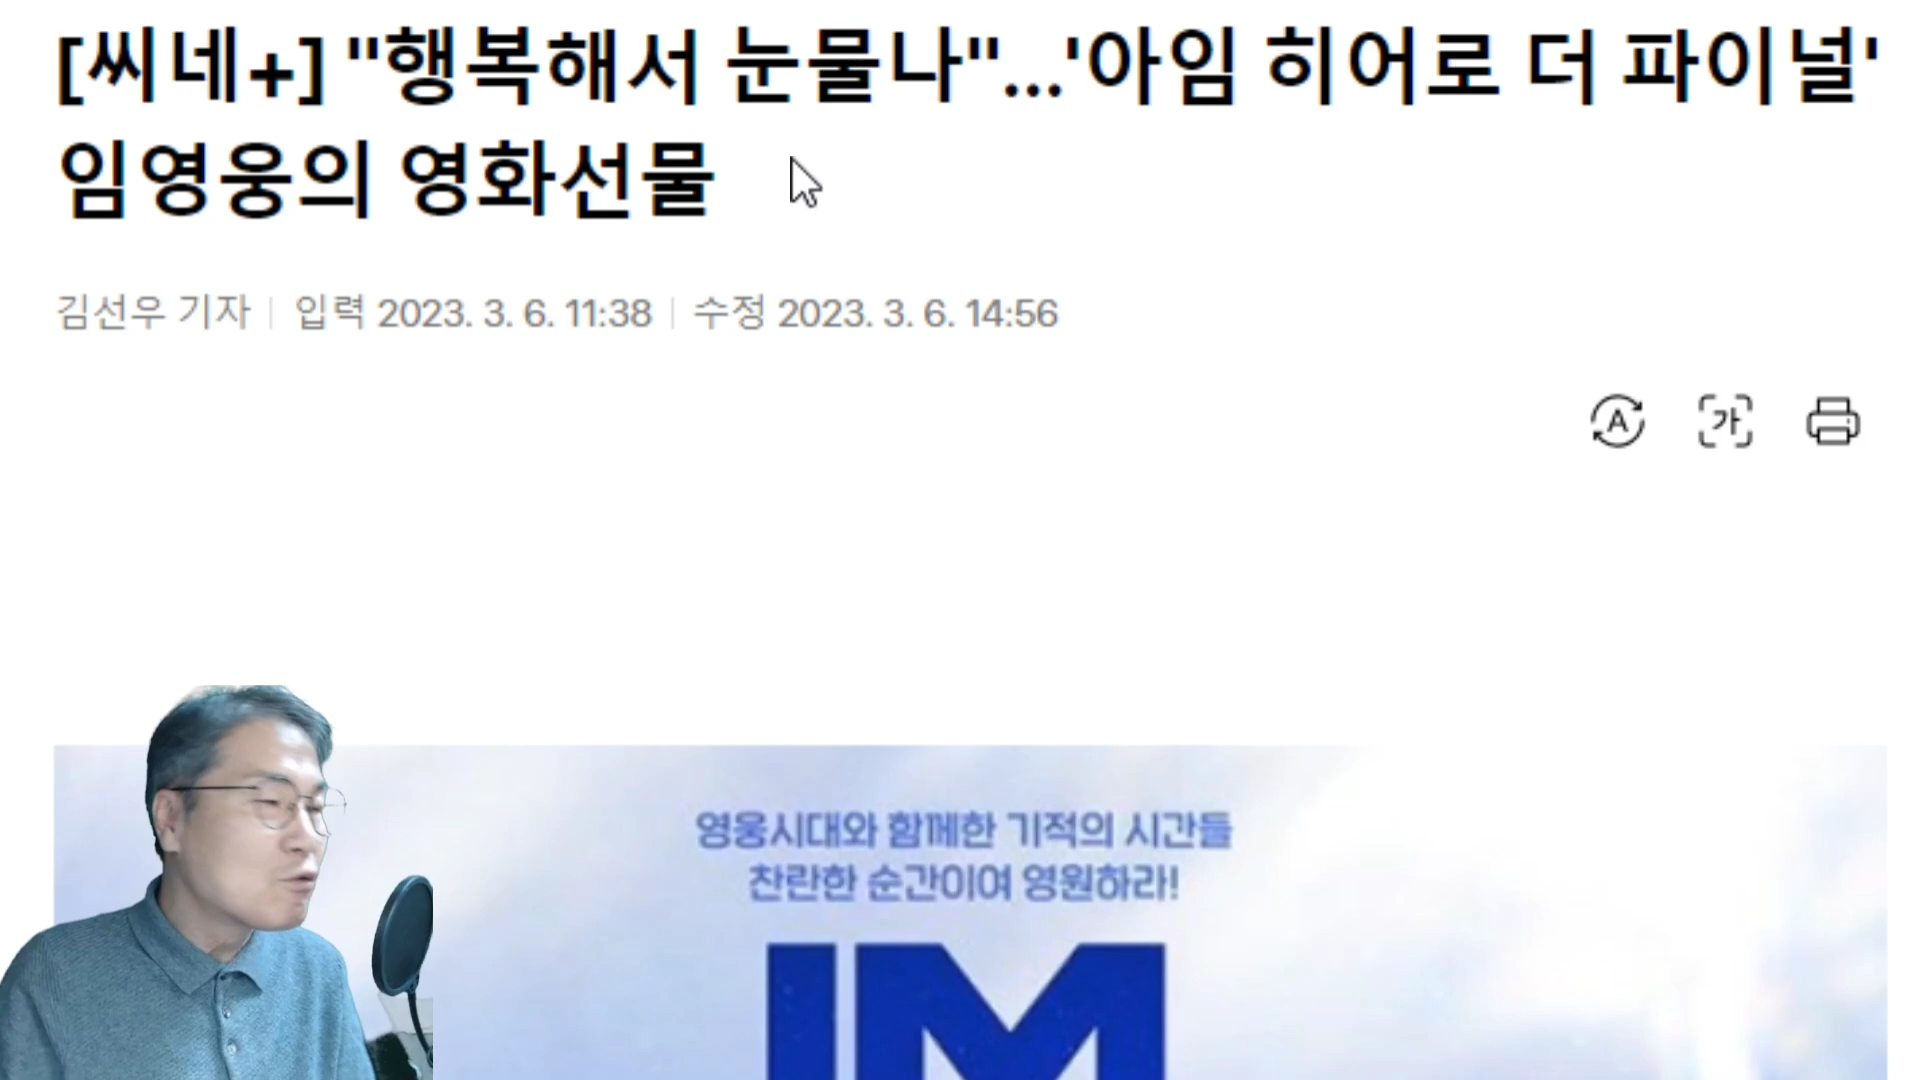 [씨네+] "행복해서 눈물나"...'아임 히어로 더 파이널'
임영웅의 영화선물
김선우 기자 | 입력 2023. 3. 6. 11:38 | 수정 2023. 3. 6. 14:56
A 가
영웅시대와 함께한 기적의 시간들
찬란한 순간이여 영원하라!
IM